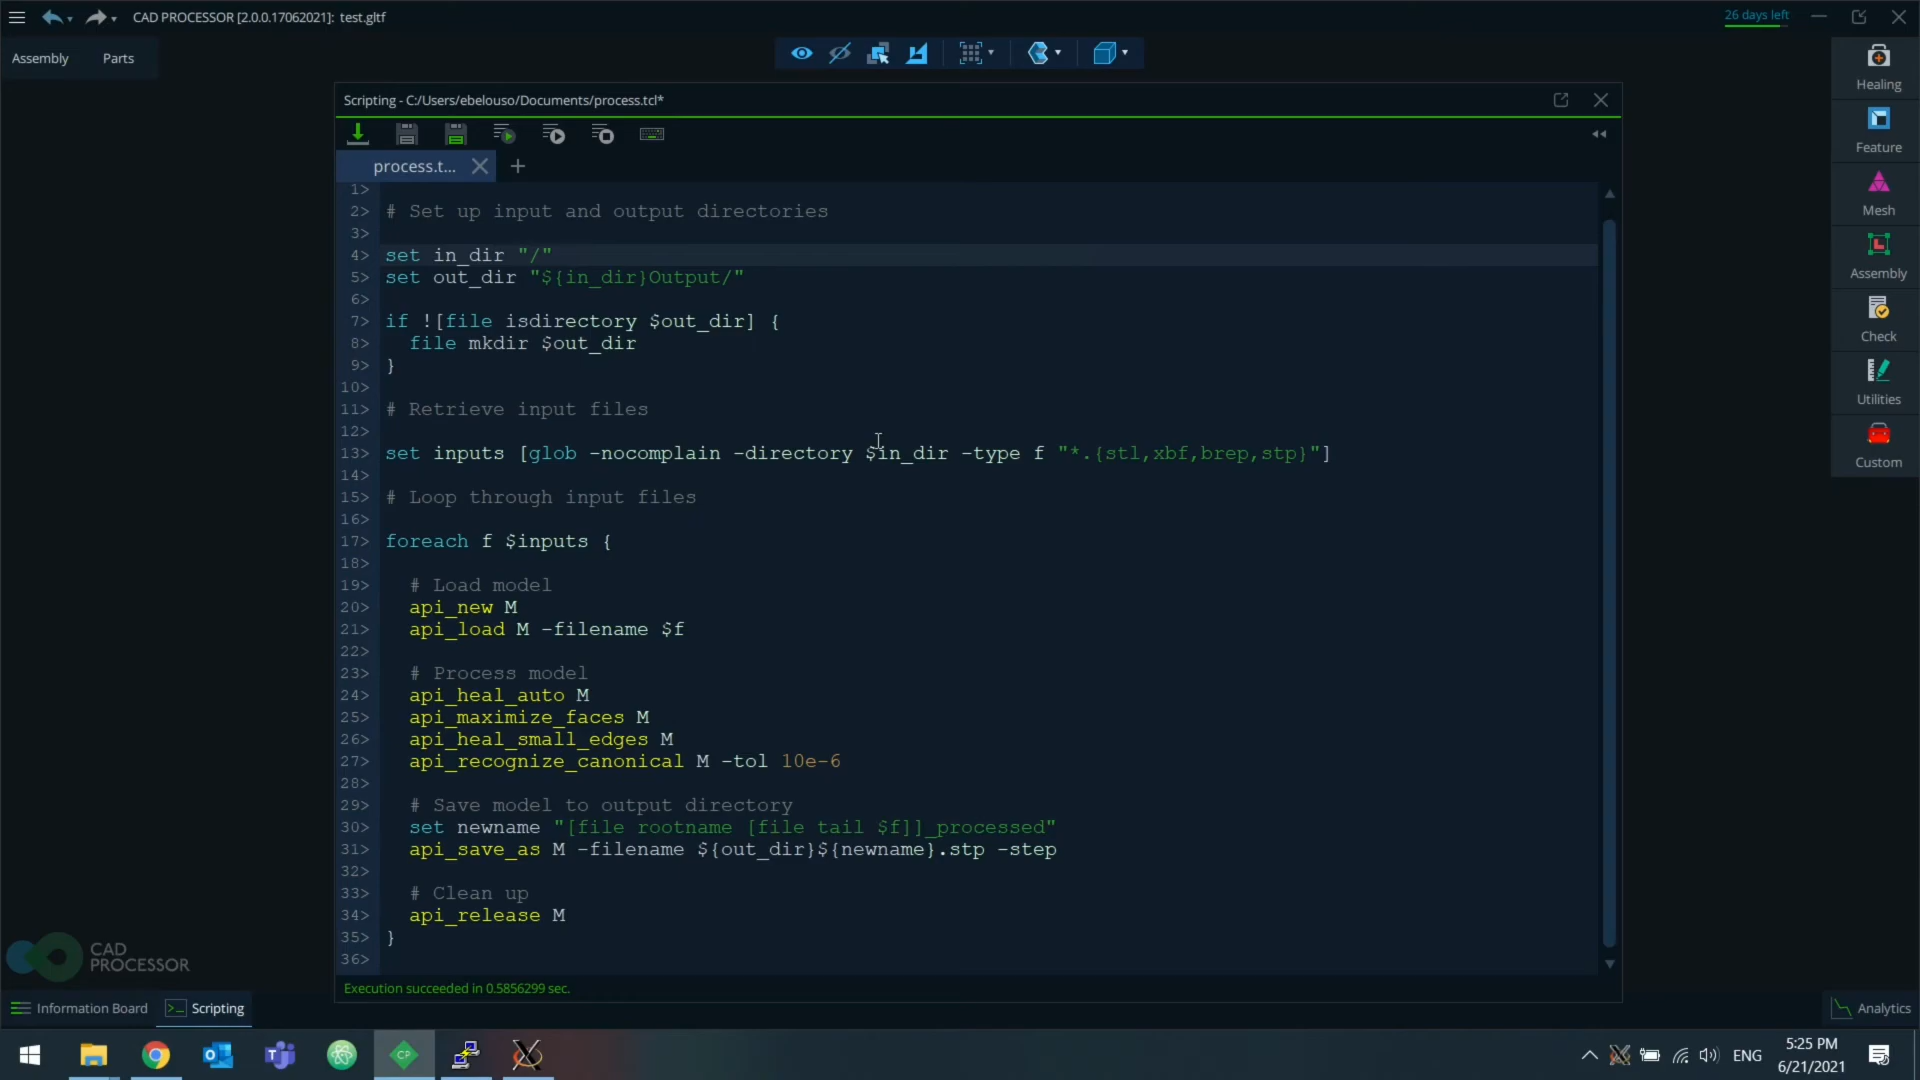 CAD PROCESSOR [2.0.0.17062021]: test.gltf
26 days left
Assembly
Parts
Scripting - C:/Users/ebelouso/Documents/process.tcl*
process.t...
1>
2> # Set up input and output directories
3>
4> set in_dir "/"
5> set out_dir "${in_dir}Output/"
6>
7> if ![file isdirectory $out_dir] {
8>   file mkdir $out_dir
9> }
10>
11> # Retrieve input files
12>
13> set inputs [glob -nocomplain -directory $in_dir -type f "*.{stl,xbf,brep,stp}"]
14>
15> # Loop through input files
16>
17> foreach f $inputs {
18>
19>   # Load model
20>   api_new M
21>   api_load M -filename $f
22>
23>   # Process model
24>   api_heal_auto M
25>   api_maximize_faces M
26>   api_heal_small_edges M
27>   api_recognize_canonical M -tol 10e-6
28>
29>   # Save model to output directory
30>   set newname "[file rootname [file tail $f]]_processed"
31>   api_save_as M -filename ${out_dir}${newname}.stp -step
32>
33>   # Clean up
34>   api_release M
35> }
36>
Execution succeeded in 0.5856299 sec.
Healing
Feature
Mesh
Assembly
Check
Utilities
Custom
CAD
PROCESSOR
Information Board
>_ Scripting
Analytics
CP
ENG
5:25 PM
6/21/2021